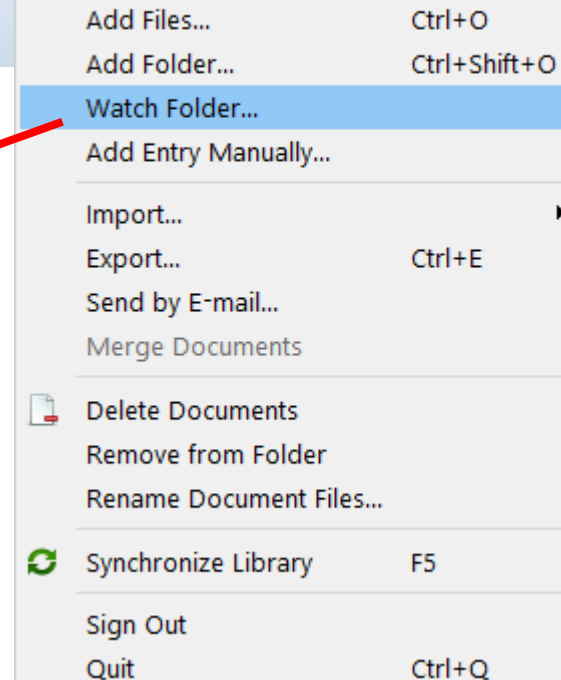 Add Files... Ctrl+O
Add Folder... Ctrl+Shift+O
Watch Folder...
Add Entry Manually...
Import...
Export... Ctrl+E
Send by E-mail...
Merge Documents
Delete Documents
Remove from Folder
Rename Document Files...
Synchronize Library F5
Sign Out
Quit Ctrl+Q